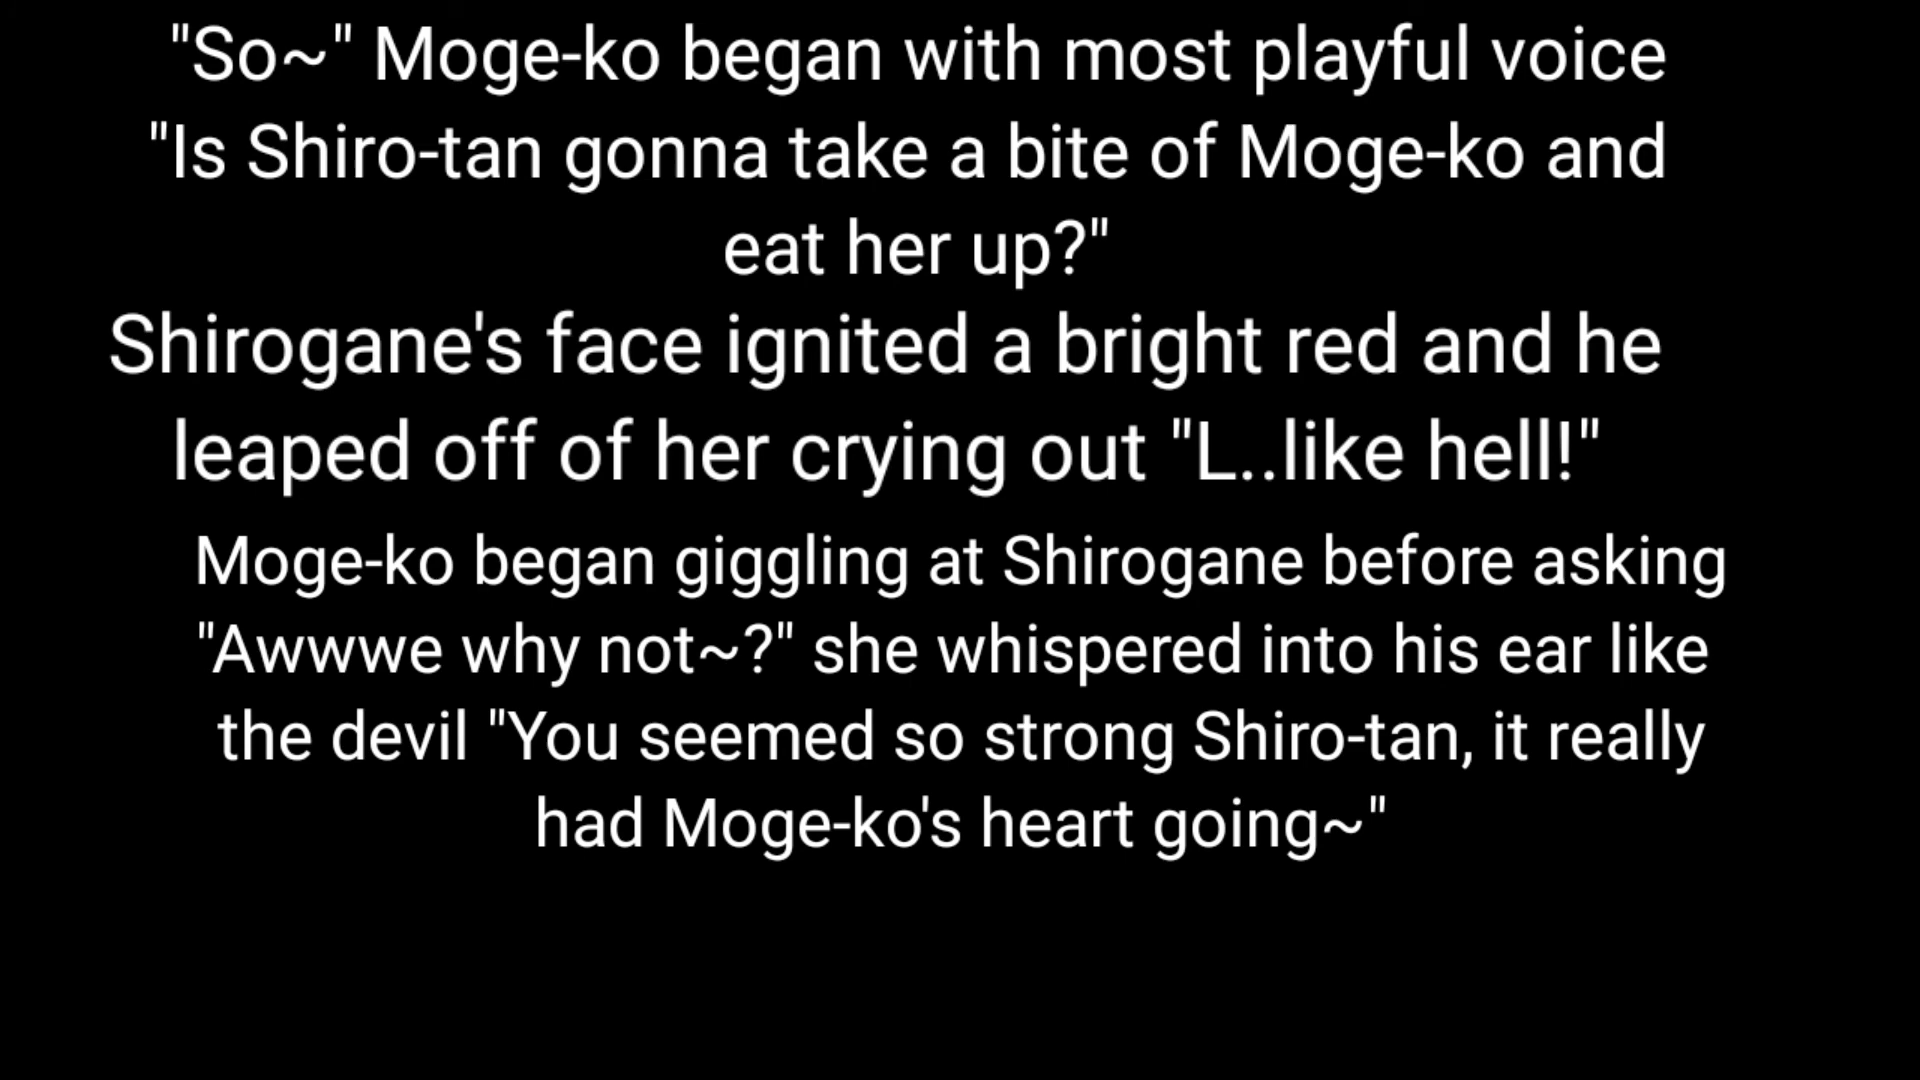 "So~" Moge-ko began with most playful voice
"Is Shiro-tan gonna take a bite of Moge-ko and
eat her up?"
Shirogane's face ignited a bright red and he
leaped off of her crying out "L..like hell!"
Moge-ko began giggling at Shirogane before asking
"Awwwe why not~?" she whispered into his ear like
the devil "You seemed so strong Shiro-tan, it really
had Moge-ko's heart going~"